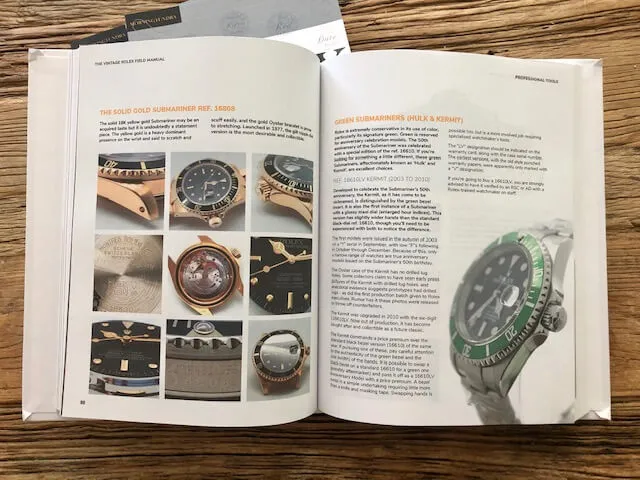 MORNINGTUNDRA
THE VINTAGE ROLEX FIELD MANUAL
THE SOLID GOLD SUBMARINER REF. 16808
The solid 18K yellow gold Submariner may be an
acquired taste but it is undoubtedly a statement
piece. The yellow gold is a heavy dominant
presence on the wrist and said to scratch and
scuff easily, and the gold Oyster bracelet is prone
to stretching. Launched in 1977, the gilt nipple
version is the most desirable and collectible.
ROLEX
PROFESSIONAL TOOLS
GREEN SUBMARINERS (HULK & KERMIT)
Rolex is extremely conservative in its use of color,
particularly its signature green. Green is reserved
for anniversary celebration models. The 50th
anniversary of the Submariner was celebrated
with a special edition of the ref. 16610. If you're
looking for something a little different, these green
Submariners, affectionately known as 'Hulk' and
'Kermit', are excellent choices.
REF. 16610LV KERMIT (2003 TO 2010)
Developed to celebrate the Submariner's 50th
anniversary, the Kermit, as it has come to be
nicknamed, is distinguished by the green bezel
insert. It is also the first instance of a Submariner
with a glossy maxi dial (enlarged hour indices). This
version has slightly wider hands than the standard
black-dial ref. 16610, though you'll need to be
experienced with both to notice the difference.
The first models were issued in the autumn of 2003
on a "Y" serial in September, with low "F"s following
in October through December. Because of this, only
a narrow range of watches are true anniversary
models issued on the Submariner's 50th birthday.
The Oyster case of the Kermit has no drilled lug
holes. Some collectors claim to have seen early press
pictures of the Kermit with drilled lug holes, and
anecdotal evidence suggests prototypes had drilled
lugs - as did the first production batch given to Rolex
executives. Rumor has it these photos were released
to throw off counterfeiters.
The Kermit was upgraded in 2010 with the six-digit
116610LV. Now out of production, it has become
sought after and collectible as a future classic.
The Kermit commands a price premium over the
standard black bezel version (16610) of the same
year. If pursuing one of these, pay careful attention
to the authenticity of the green bezel and the
of the hands. It is possible to swap a
bezel on a standard 16610 for a green one
and pass it off as a 16610LV
Anniversary Model with a price premium. A bezel
is a simple undertaking requiring little more
than a knife and masking tape. Swapping hands is
possible too, but is a more involved job requiring
specialist watchmaker's tools.
The "LV" designation should be indicated on the
warranty card along with the case serial number.
The earliest versions, with the old style punched
warranty papers were apparently only marked with
a "V" designation.
If you're going to buy a 16610LV, you are strongly
advised to have it verified by an RSC or AD with a
Rolex-trained watchmaker on staff.